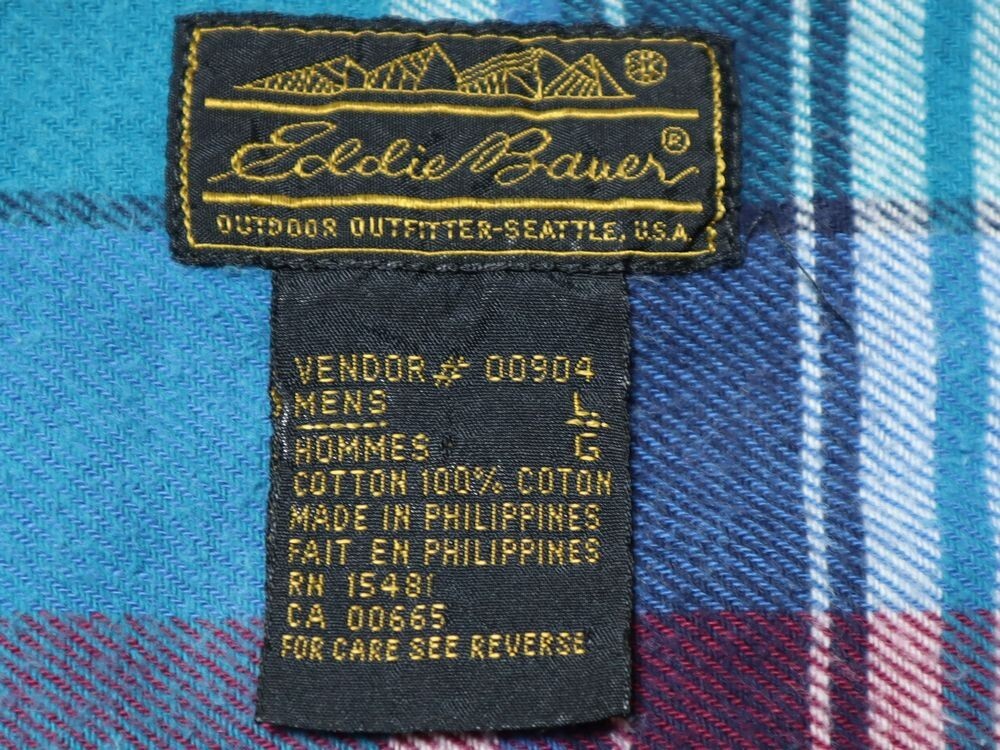 Eddie Bauer®
OUTDOOR OUTFITTER-SEATTLE, U.S.A.
VENDOR # 00904
MENS L
HOMMES G
COTTON 100% COTON
MADE IN PHILIPPINES
FAIT EN PHILIPPINES
RN 15481
CA 00665
FOR CARE SEE REVERSE